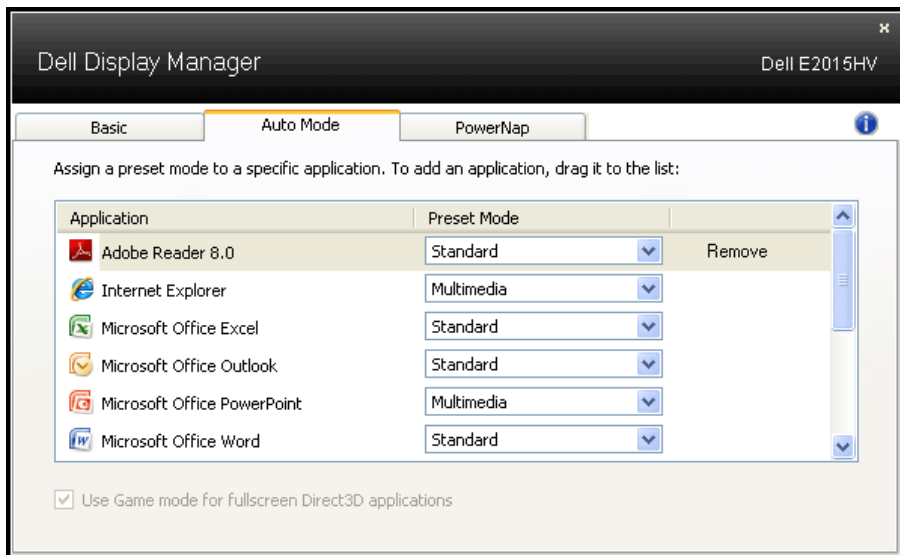 x
Dell Display Manager
Dell E2015HV
Basic
Auto Mode
PowerNap
i
Assign a preset mode to a specific application. To add an application, drag it to the list:
Application Preset Mode
Adobe Reader 8.0 Standard Remove
Internet Explorer Multimedia
Microsoft Office Excel Standard
Microsoft Office Outlook Standard
Microsoft Office PowerPoint Multimedia
Microsoft Office Word Standard
Use Game mode for fullscreen Direct3D applications